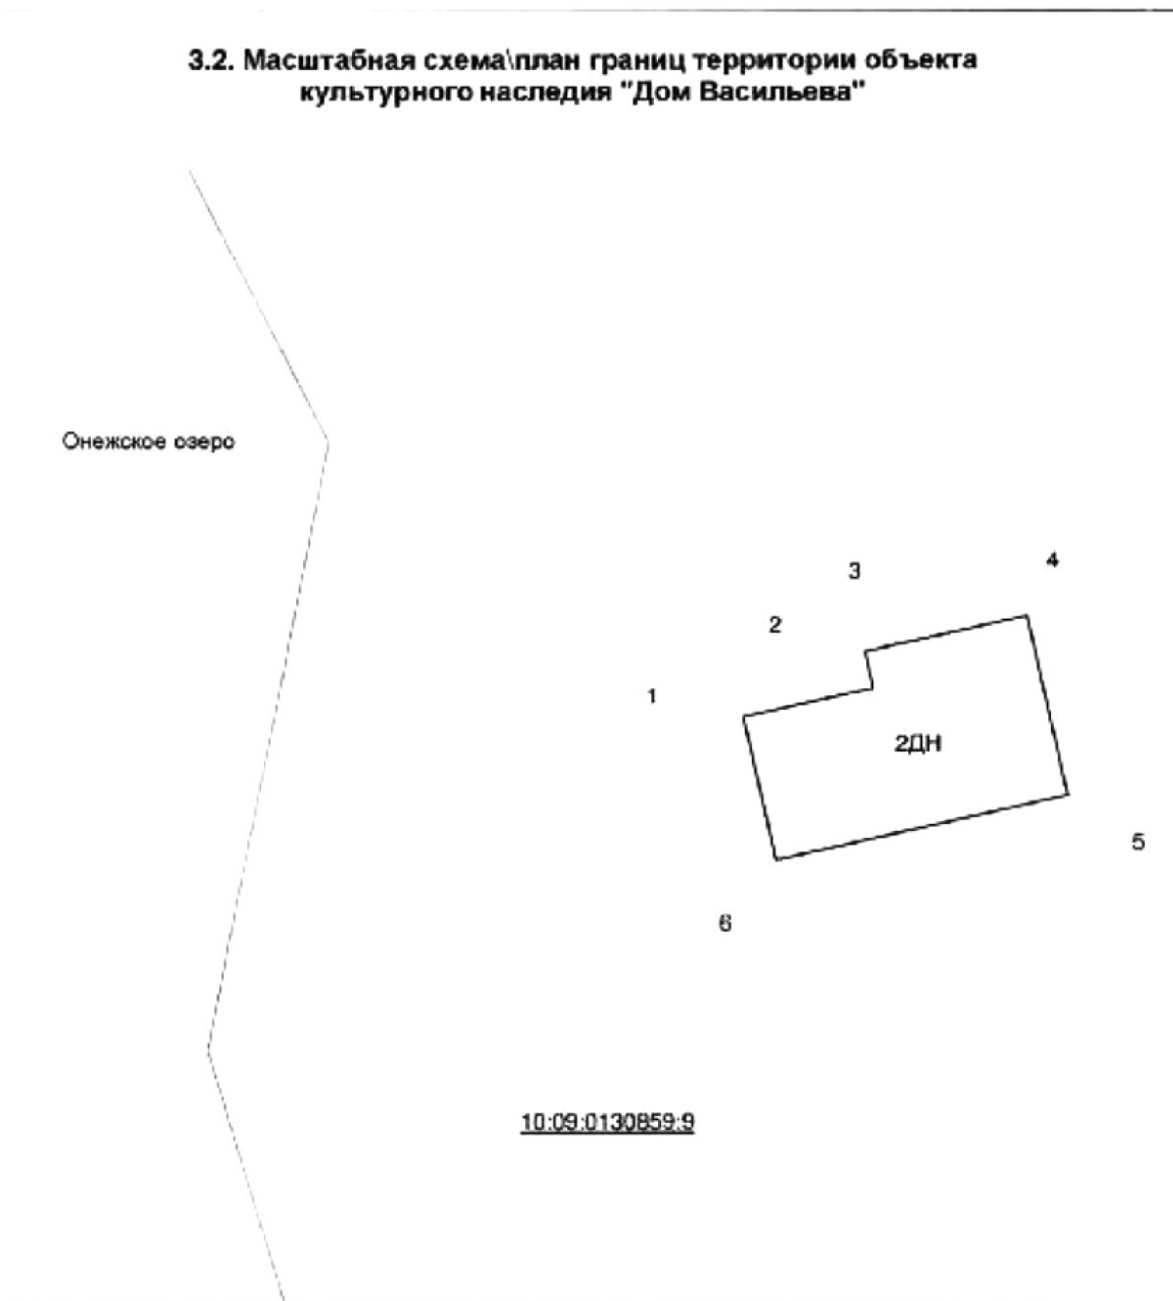 3.2. Масштабная схема\план границ территории объекта
культурного наследия "Дом Васильева"
Онежское озеро
3
4
2
1
2ДН
5
6
10:09:0130859:9